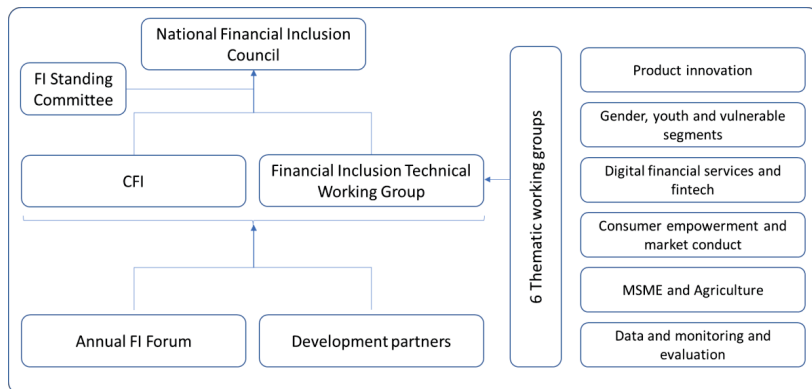 National Financial Inclusion
Council
FI Standing
Committee
CFI
Financial Inclusion Technical
Working Group
Annual FI Forum
Development partners
6 Thematic working groups
Product innovation
Gender, youth and vulnerable
segments
Digital financial services and
fintech
Consumer empowerment and
market conduct
MSME and Agriculture
Data and monitoring and
evaluation